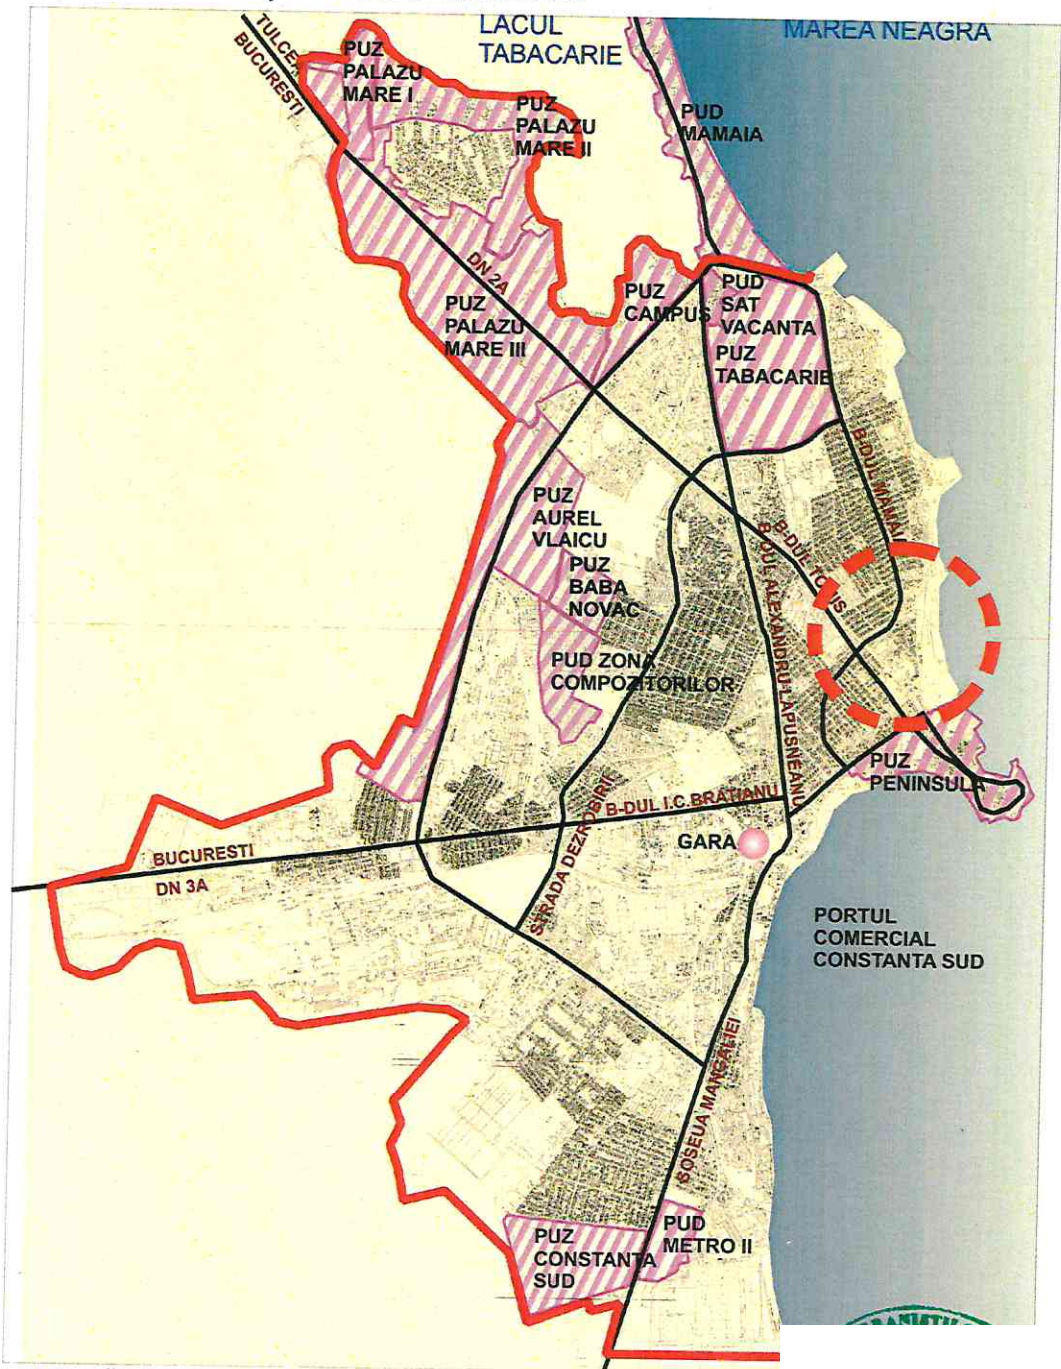 LACUL
TABACARIE
MAREA NEAGRA
BUCURESTI
PUZ
PALAZU
MARE I
PUZ
PALAZU
MARE II
PUD
MAMAIA
DN 2A
PUZ
PALAZU
MARE III
PUZ
CAMPUS
PUD
SAT
VACANTA
PUZ
TABACARIE
B-DUL MAMAI
PUZ
AUREL
VLAICU
PUZ
BABA
NOVAC
B-DUL TOMIS
B-DUL ALEXANDRU LAPUSNEANU
PUD ZONA
COMPOZITORILOR
PUZ
PENINSULA
B-DUL I.C.BRATIANU
STRADA DEZROBIRII
GARA
BUCURESTI
DN 3A
PORTUL
COMERCIAL
CONSTANTA SUD
SOSEUA MANGALIEI
PUD
METRO II
PUZ
CONSTANTA
SUD